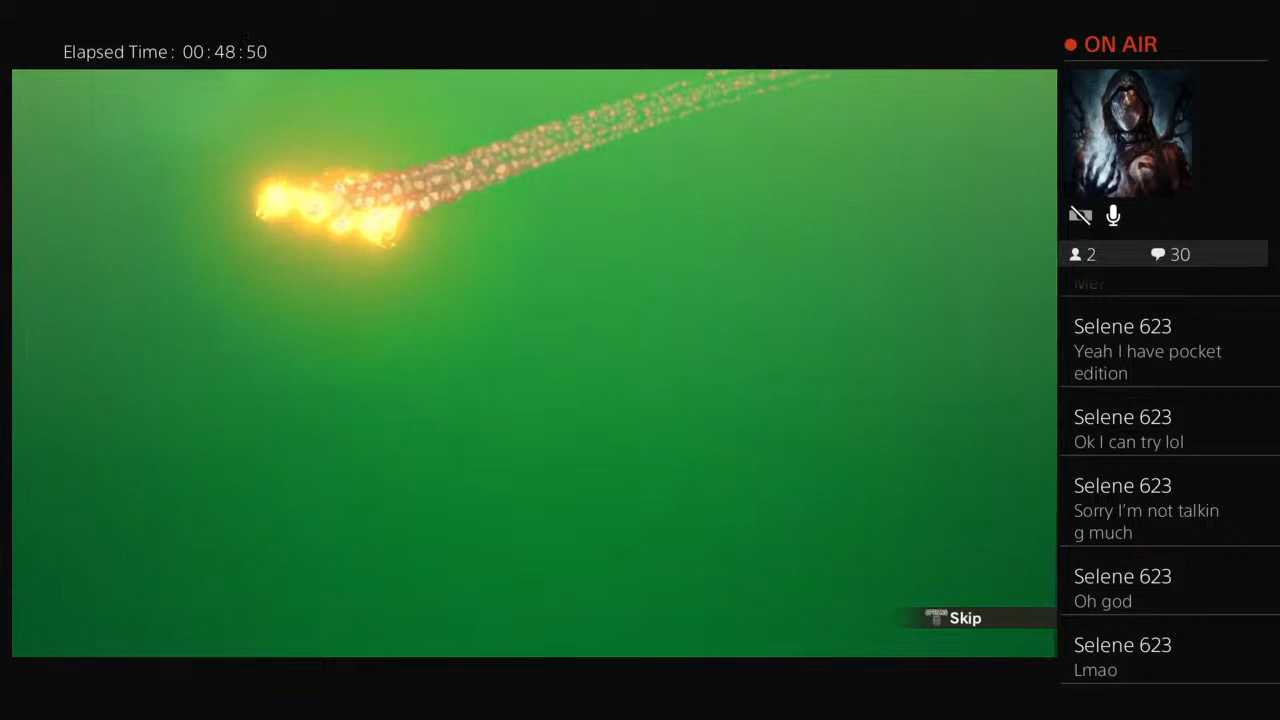 Elapsed Time: 00:48:50
ON AIR
2 30
Selene 623
Yeah I have pocket
edition
Selene 623
Ok I can try lol
Selene 623
Sorry I'm not talkin
g much
Selene 623
Oh god
Selene 623
Lmao
OPTIONS Skip